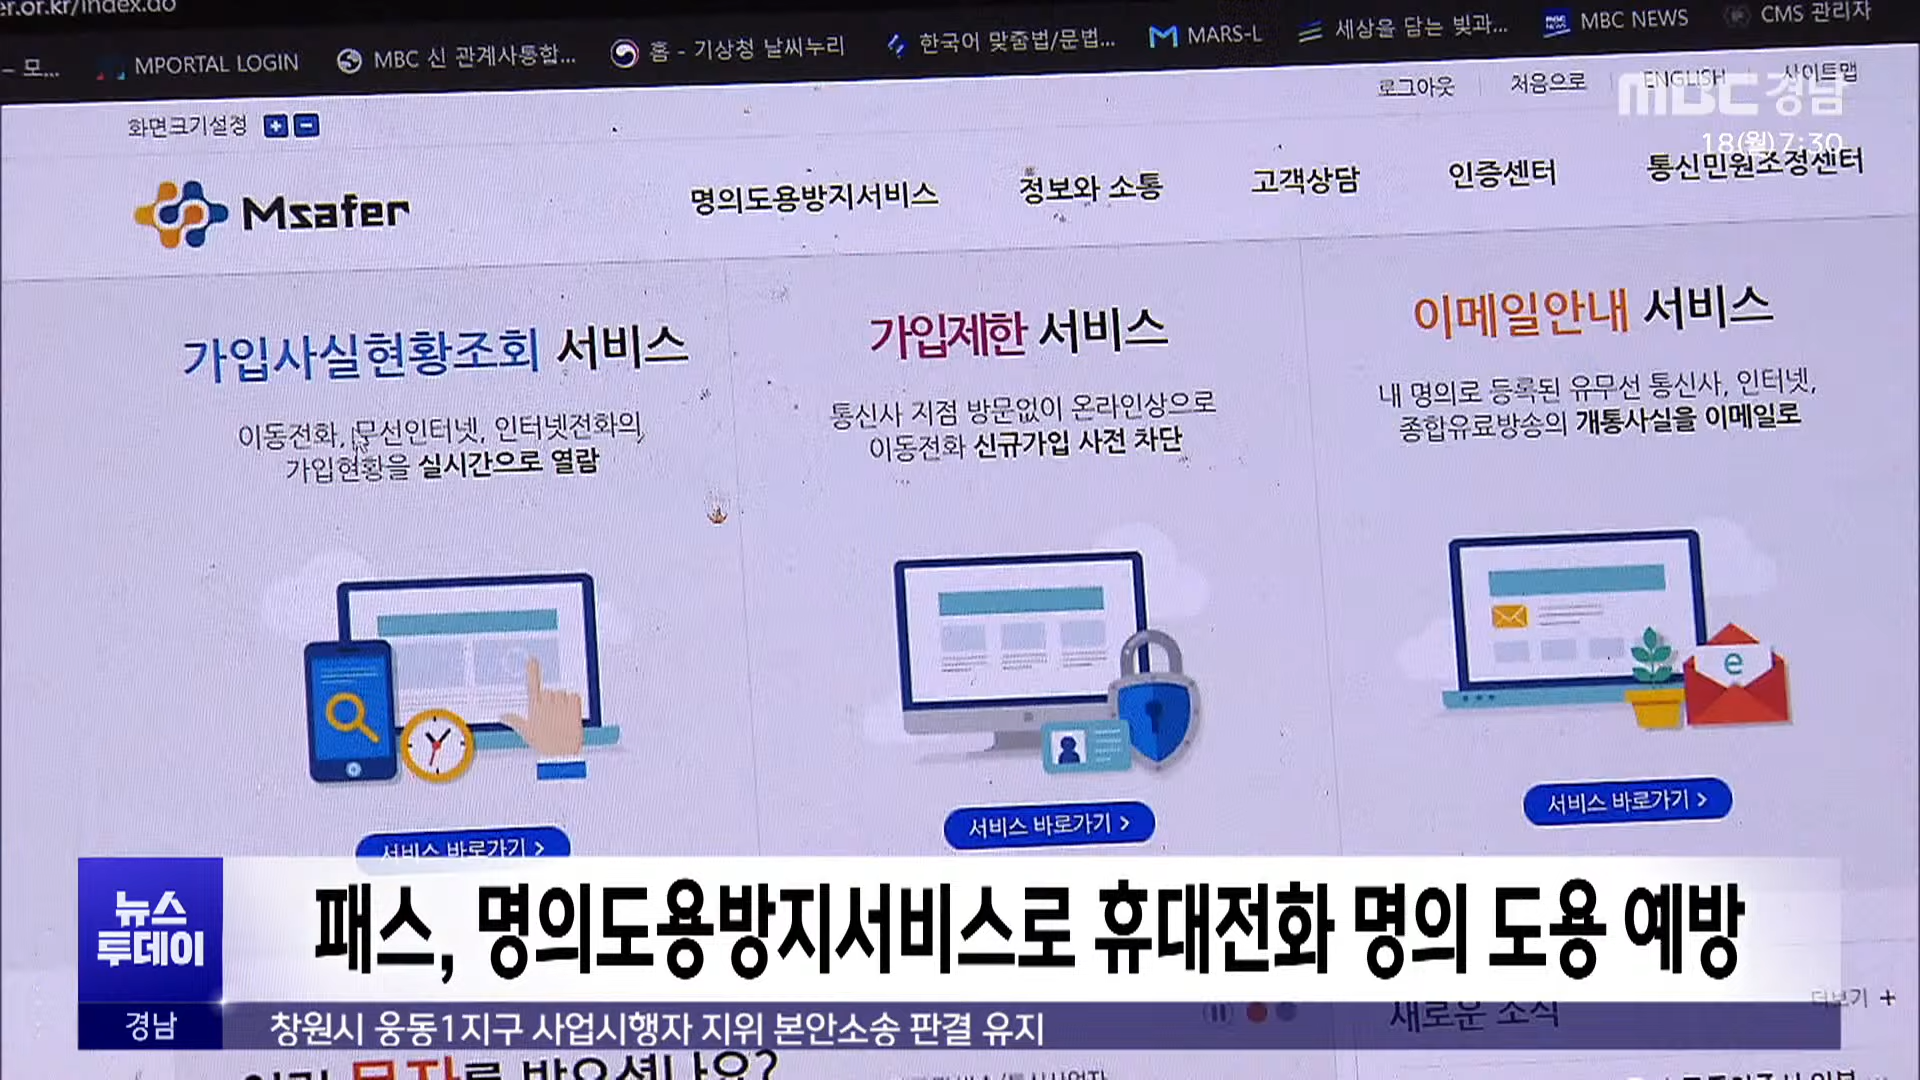 er.or.kr/index.do
모...
MPORTAL LOGIN
MBC 신 관계사통합...
홈 - 기상청 날씨누리
한국어 맞춤법/문법...
MARS-L
세상을 담는 빛과...
MBC NEWS
CMS 관리자
로그아웃
처음으로
ENGLISH
사이트맵
MBC 경남
18(월) 7:30
화면크기설정 + -
Msafer
명의도용방지서비스
정보와 소통
고객상담
인증센터
통신민원조정센터
가입사실현황조회 서비스
이동전화, 무선인터넷, 인터넷전화의
가입현황을 실시간으로 열람
서비스 바로가기 >
가입제한 서비스
통신사 지점 방문없이 온라인상으로
이동전화 신규가입 사전 차단
서비스 바로가기 >
이메일안내 서비스
내 명의로 등록된 유무선 통신사, 인터넷,
종합유료방송의 개통사실을 이메일로
e
서비스 바로가기 >
뉴스
투데이
패스, 명의도용방지서비스로 휴대전화 명의 도용 예방
경남
창원시 웅동1지구 사업시행자 지위 본안소송 판결 유지
새로운 소식
더보기 +